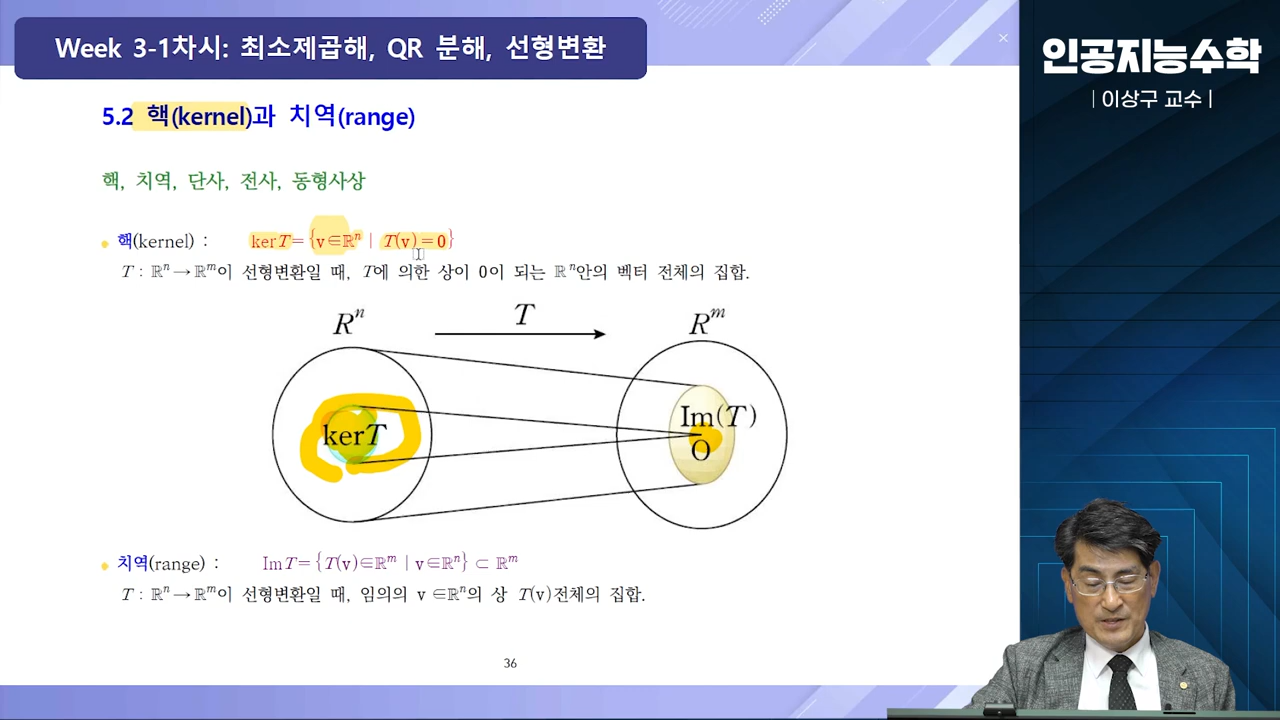 Week 3-1차시: 최소제곱해, QR 분해, 선형변환
인공지능수학
| 이상구 교수 |
5.2 핵(kernel)과 치역(range)
핵, 치역, 단사, 전사, 동형사상
• 핵(kernel) : ker T = {v∈ℝⁿ | T(v) = 0}
T : ℝⁿ → ℝᵐ이 선형변환일 때, T에 의한 상이 0이 되는 ℝⁿ안의 벡터 전체의 집합.
Rⁿ T Rᵐ
ker T Im(T)
O
• 치역(range) : Im T = {T(v)∈ℝᵐ | v∈ℝⁿ} ⊂ ℝᵐ
T : ℝⁿ → ℝᵐ이 선형변환일 때, 임의의 v ∈ℝⁿ의 상 T(v)전체의 집합.
36